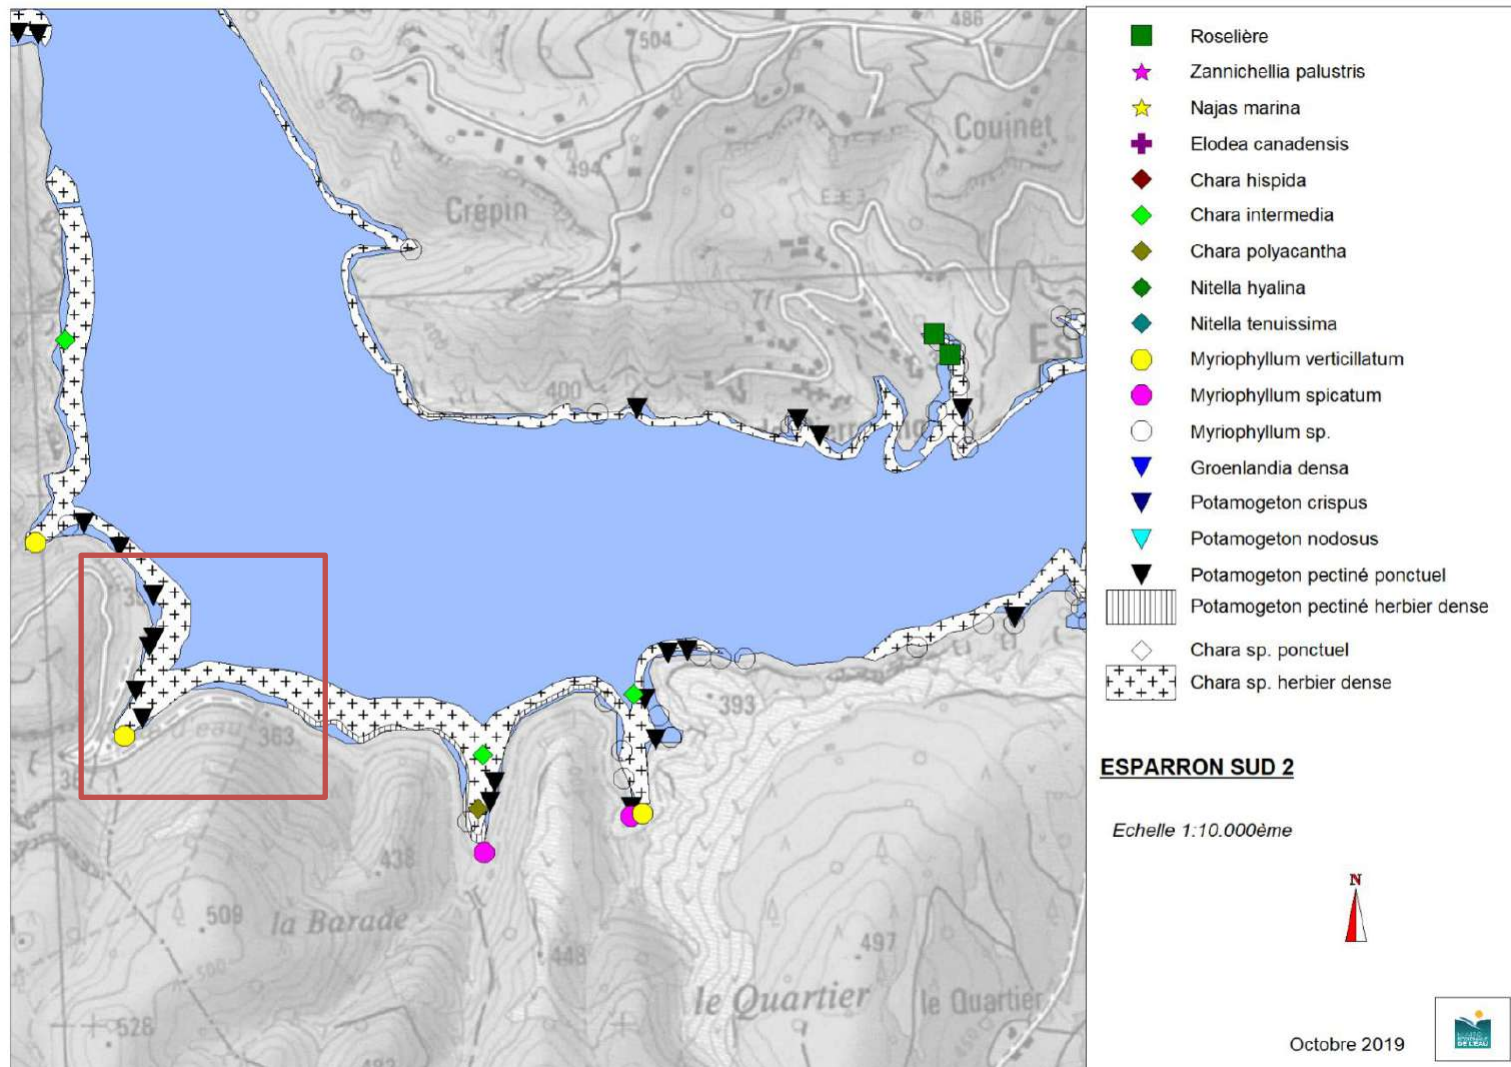 486
504
Couinet
494
Crépin
Es
400
393
363
438
509
la Barade
448
497
le Quartier
le Quartier
528
Roselière
Zannichellia palustris
Najas marina
Elodea canadensis
Chara hispida
Chara intermedia
Chara polyacantha
Nitella hyalina
Nitella tenuissima
Myriophyllum verticillatum
Myriophyllum spicatum
Myriophyllum sp.
Groenlandia densa
Potamogeton crispus
Potamogeton nodosus
Potamogeton pectiné ponctuel
Potamogeton pectiné herbier dense
Chara sp. ponctuel
Chara sp. herbier dense
ESPARRON SUD 2
Echelle 1:10.000ème
N
Octobre 2019
DE L'EAU